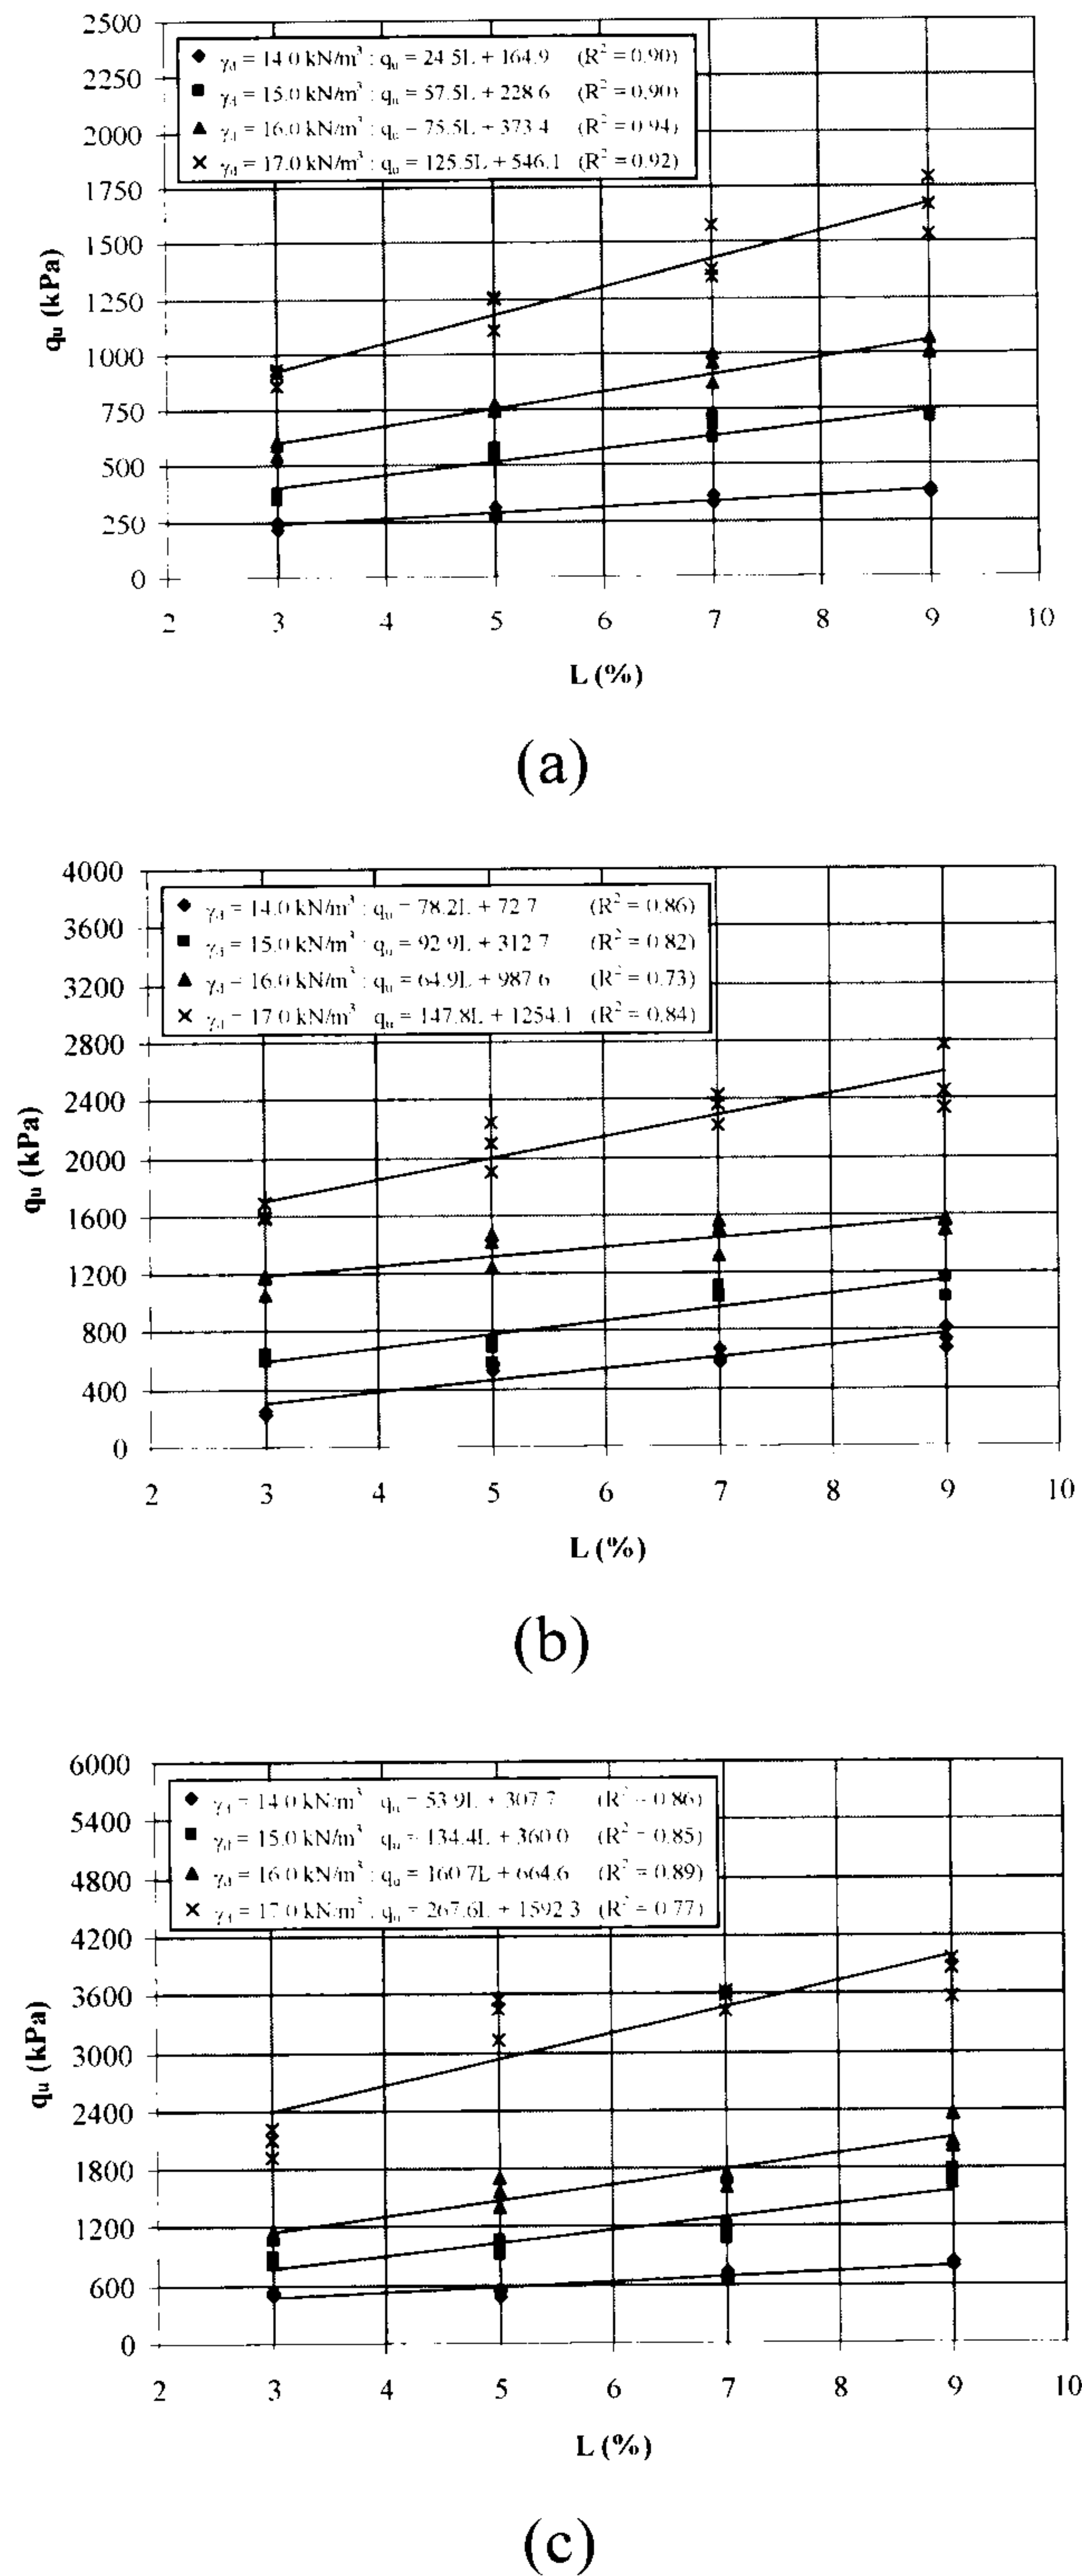 2500
2250
2000
1750
1500
1250
1000
750
500
250
0
γd = 14.0 kN/m³ : qu = 24.5L + 164.9 (R² = 0.90)
γd = 15.0 kN/m³ : qu = 57.5L + 228.6 (R² = 0.90)
γd = 16.0 kN/m³ : qu = 75.5L + 373.4 (R² = 0.94)
γd = 17.0 kN/m³ : qu = 125.5L + 546.1 (R² = 0.92)
qu (kPa)
2 3 4 5 6 7 8 9 10
L (%)
(a)
4000
3600
3200
2800
2400
2000
1600
1200
800
400
0
γd = 14.0 kN/m³ : qu = 78.2L + 72.7 (R² = 0.86)
γd = 15.0 kN/m³ : qu = 92.9L + 312.7 (R² = 0.82)
γd = 16.0 kN/m³ : qu = 64.9L + 987.6 (R² = 0.73)
γd = 17.0 kN/m³ qu = 147.8L + 1254.1 (R² = 0.84)
qu (kPa)
2 3 4 5 6 7 8 9 10
L (%)
(b)
6000
5400
4800
4200
3600
3000
2400
1800
1200
600
0
γd = 14.0 kN/m³ qu = 53.9L + 307.7 (R² = 0.86)
γd = 15.0 kN/m³ qu = 134.4L + 360.0 (R² = 0.85)
γd = 16.0 kN/m³ : qu = 160.7L + 664.6 (R² = 0.89)
γd = 17.0 kN/m³ : qu = 267.6L + 1592.3 (R² = 0.77)
qu (kPa)
2 3 4 5 6 7 8 9 10
L (%)
(c)